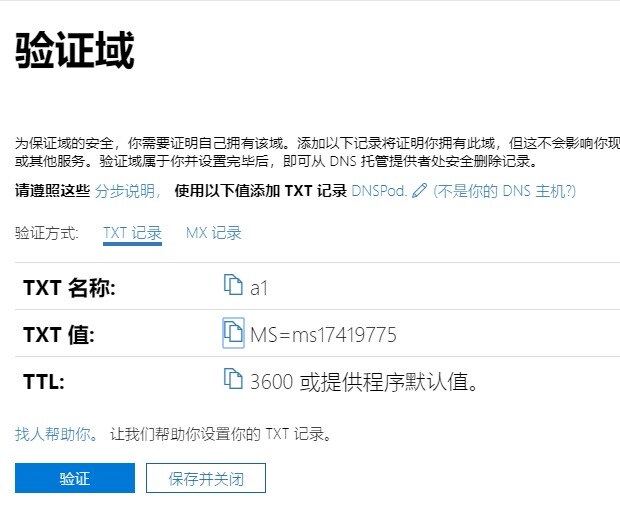 验证域
为保证域的安全，你需要证明自己拥有该域。添加以下记录将证明你拥有此域，但这不会影响你现
或其他服务。验证域属于你并设置完毕后，即可从 DNS 托管提供者处安全删除记录。
请遵照这些 分步说明， 使用以下值添加 TXT 记录 DNSPod. (不是你的 DNS 主机?)
验证方式: TXT 记录 MX 记录
TXT 名称: a1
TXT 值: MS=ms17419775
TTL: 3600 或提供程序默认值。
找人帮助你。 让我们帮助你设置你的 TXT 记录。
验证 保存并关闭